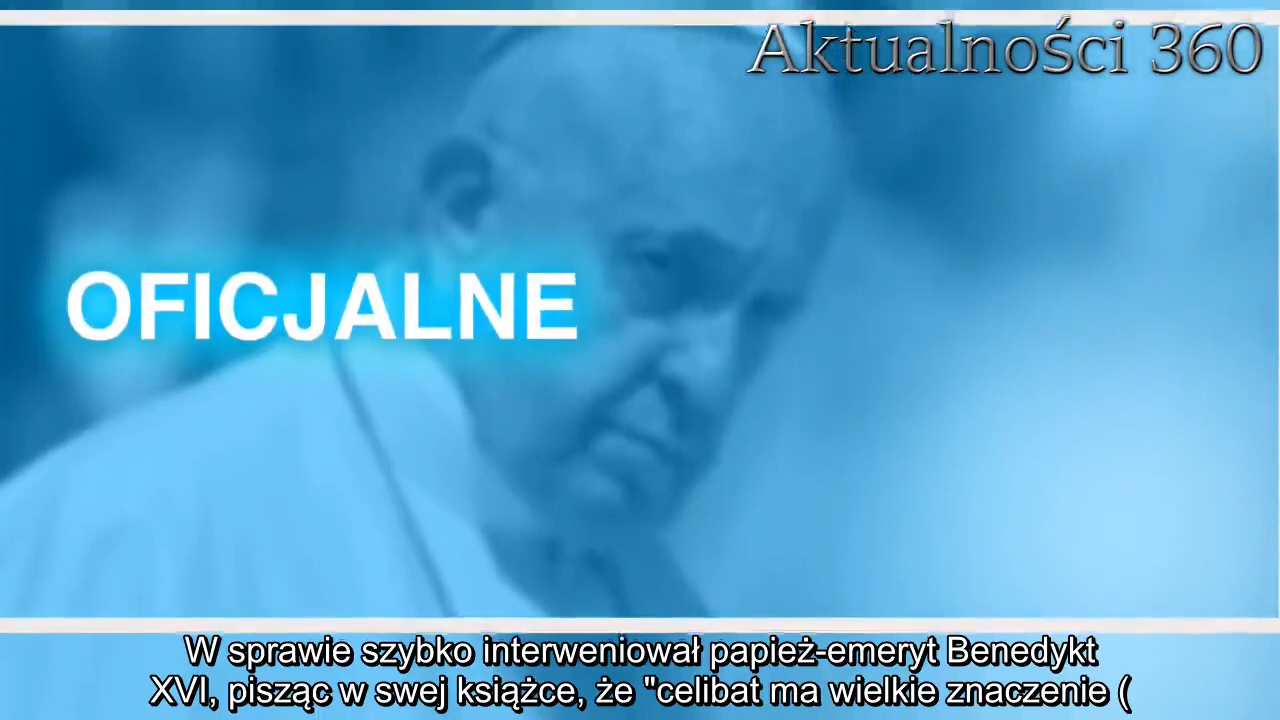 Aktualności 360
OFICJALNE
W sprawie szybko interweniował papież-emeryt Benedykt
XVI, pisząc w swej książce, że "celibat ma wielkie znaczenie (